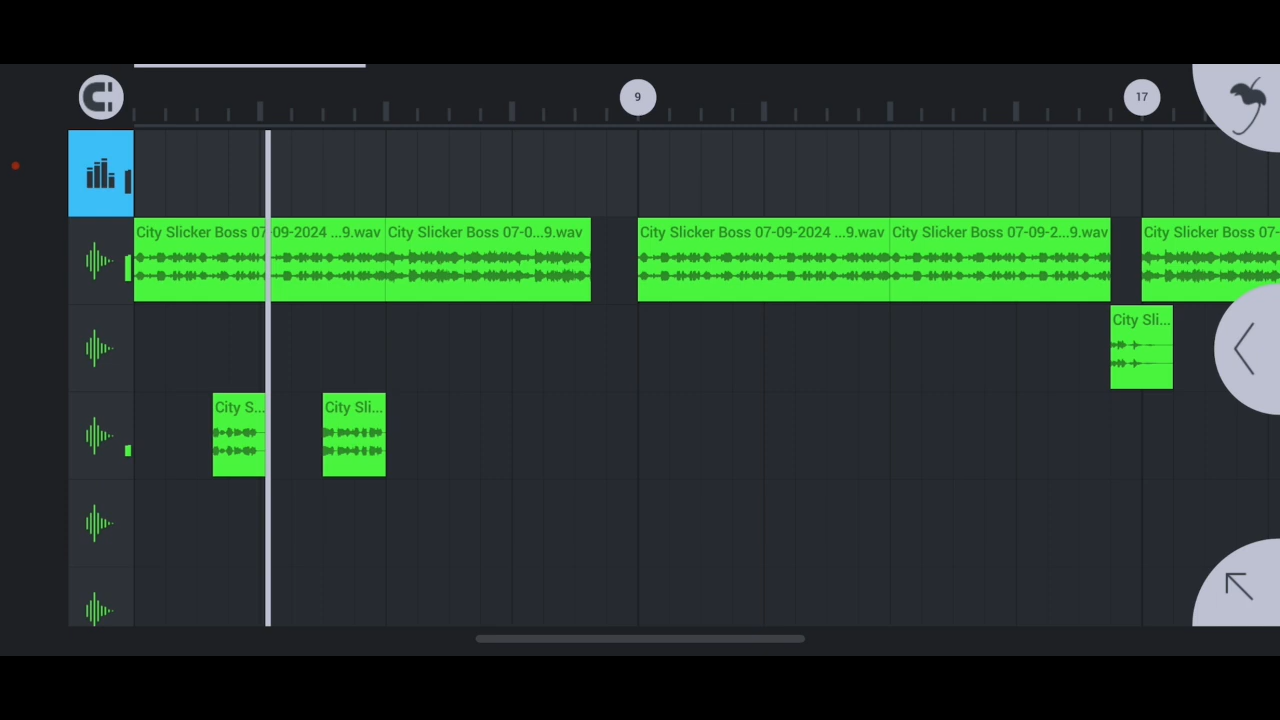 9
17
City Slicker Boss 07-09-2024 ...9.wav
City Slicker Boss 07-0...9.wav
City Slicker Boss 07-09-2024 ...9.wav
City Slicker Boss 07-09-2...9.wav
City Slicker Boss 07-
City Sli...
City S...
City Sli...